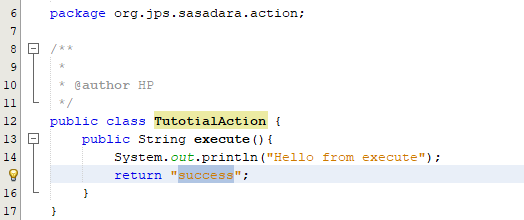 6 package org.jps.sasadara.action;
7
8 /**
9 *
10 * @author HP
11 */
12 public class TutotialAction {
13 public String execute(){
14 System.out.println("Hello from execute");
return "success";
16 }
17 }